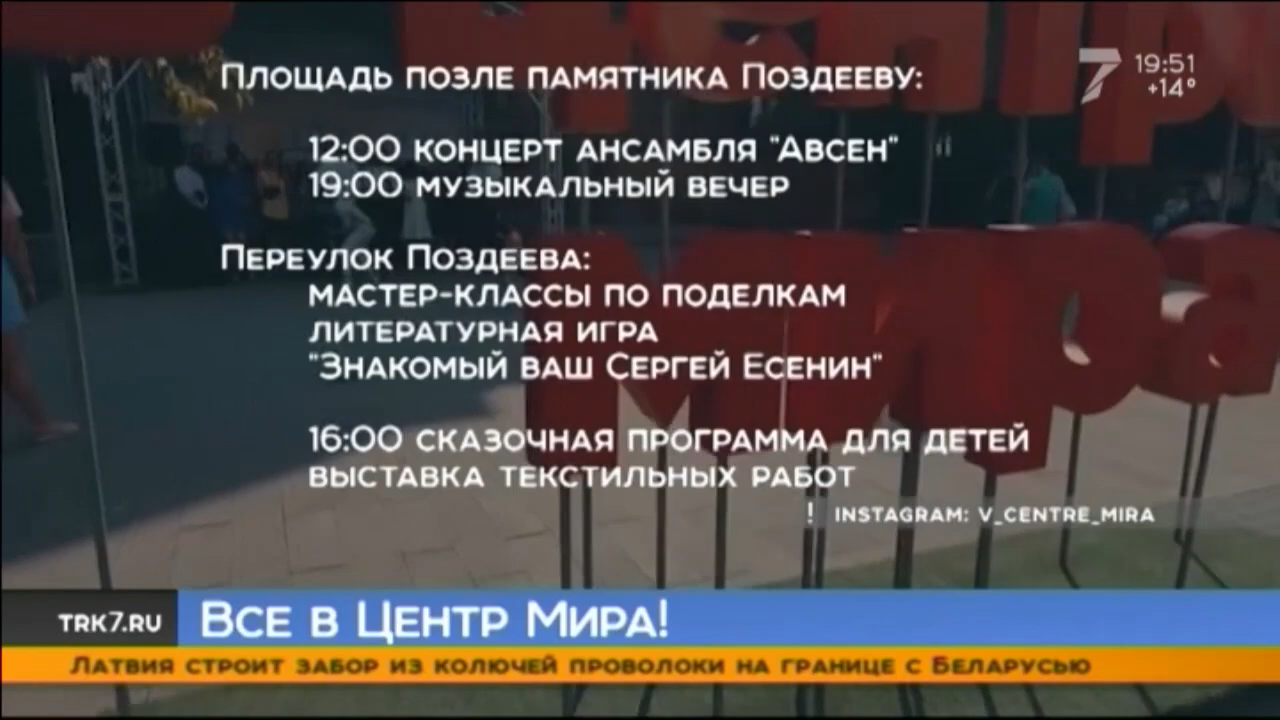 Площадь позле памятника Поздееву:
7 19:51
+14°
12:00 концерт ансамбля "Авсен"
19:00 музыкальный вечер
Переулок Поздеева:
мастер-классы по поделкам
литературная игра
"Знакомый ваш Сергей Есенин"
16:00 сказочная программа для детей
выставка текстильных работ
! INSTAGRAM: V_CENTRE_MIRA
TRK7.RU
Все в Центр Мира!
Латвия строит забор из колючей проволоки на границе с Беларусью
Мира